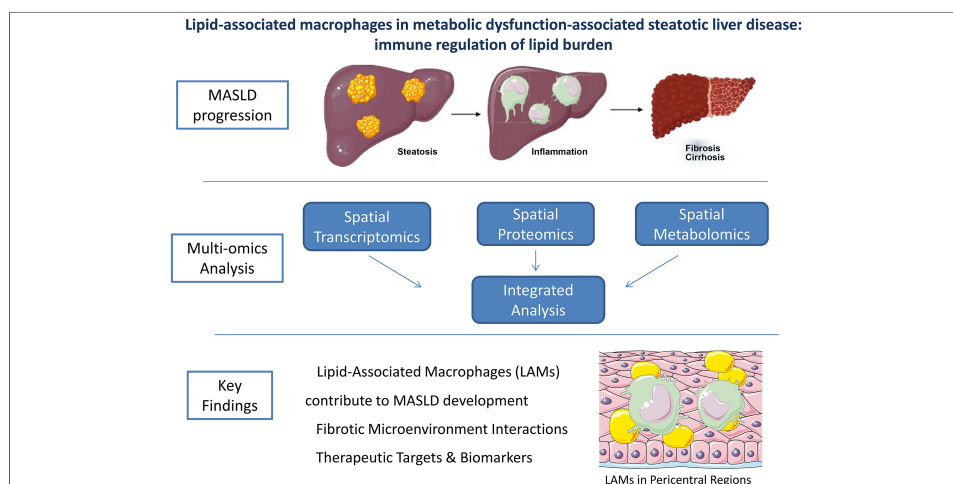 Lipid-associated macrophages in metabolic dysfunction-associated steatotic liver disease:
immune regulation of lipid burden
MASLD
progression
Steatosis
Inflammation
Fibrosis
Cirrhosis
Multi-omics
Analysis
Spatial
Transcriptomics
Spatial
Proteomics
Spatial
Metabolomics
Integrated
Analysis
Key
Findings
Lipid-Associated Macrophages (LAMs)
contribute to MASLD development
Fibrotic Microenvironment Interactions
Therapeutic Targets & Biomarkers
LAMs in Pericentral Regions